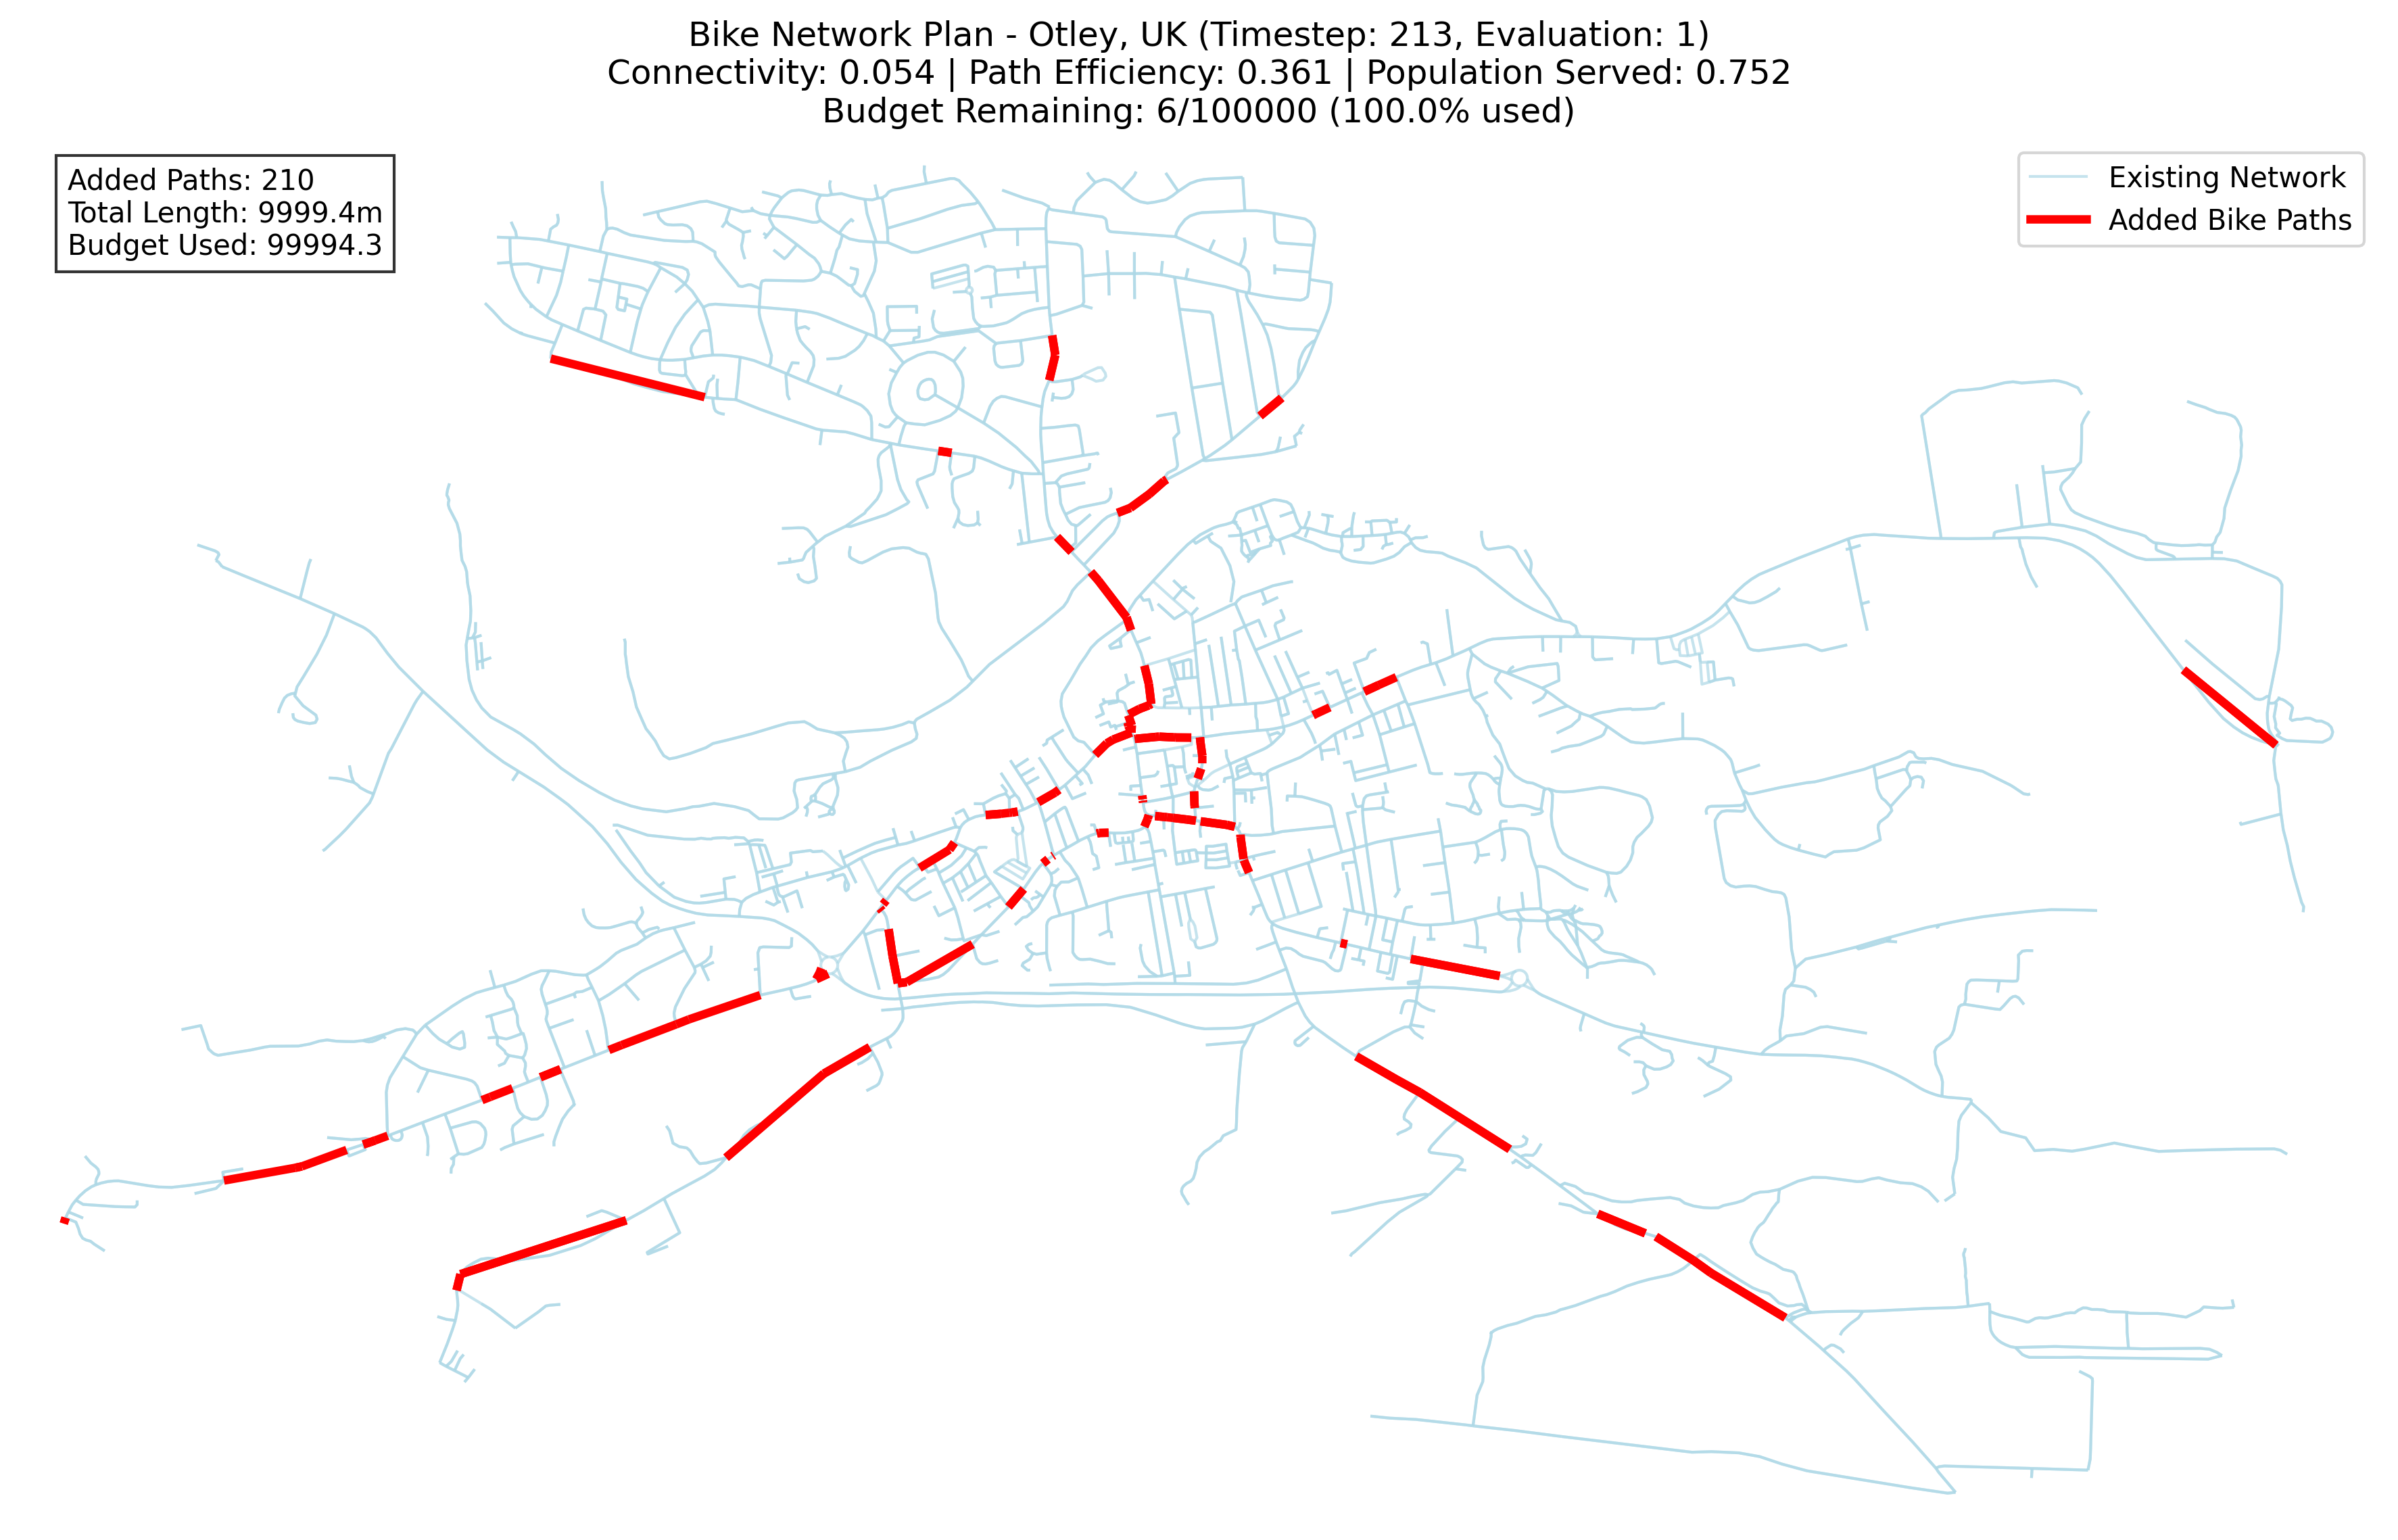 Bike Network Plan - Otley, UK (Timestep: 213, Evaluation: 1)
Connectivity: 0.054 | Path Efficiency: 0.361 | Population Served: 0.752
Budget Remaining: 6/100000 (100.0% used)
Added Paths: 210
Total Length: 9999.4m
Budget Used: 99994.3
Existing Network
Added Bike Paths